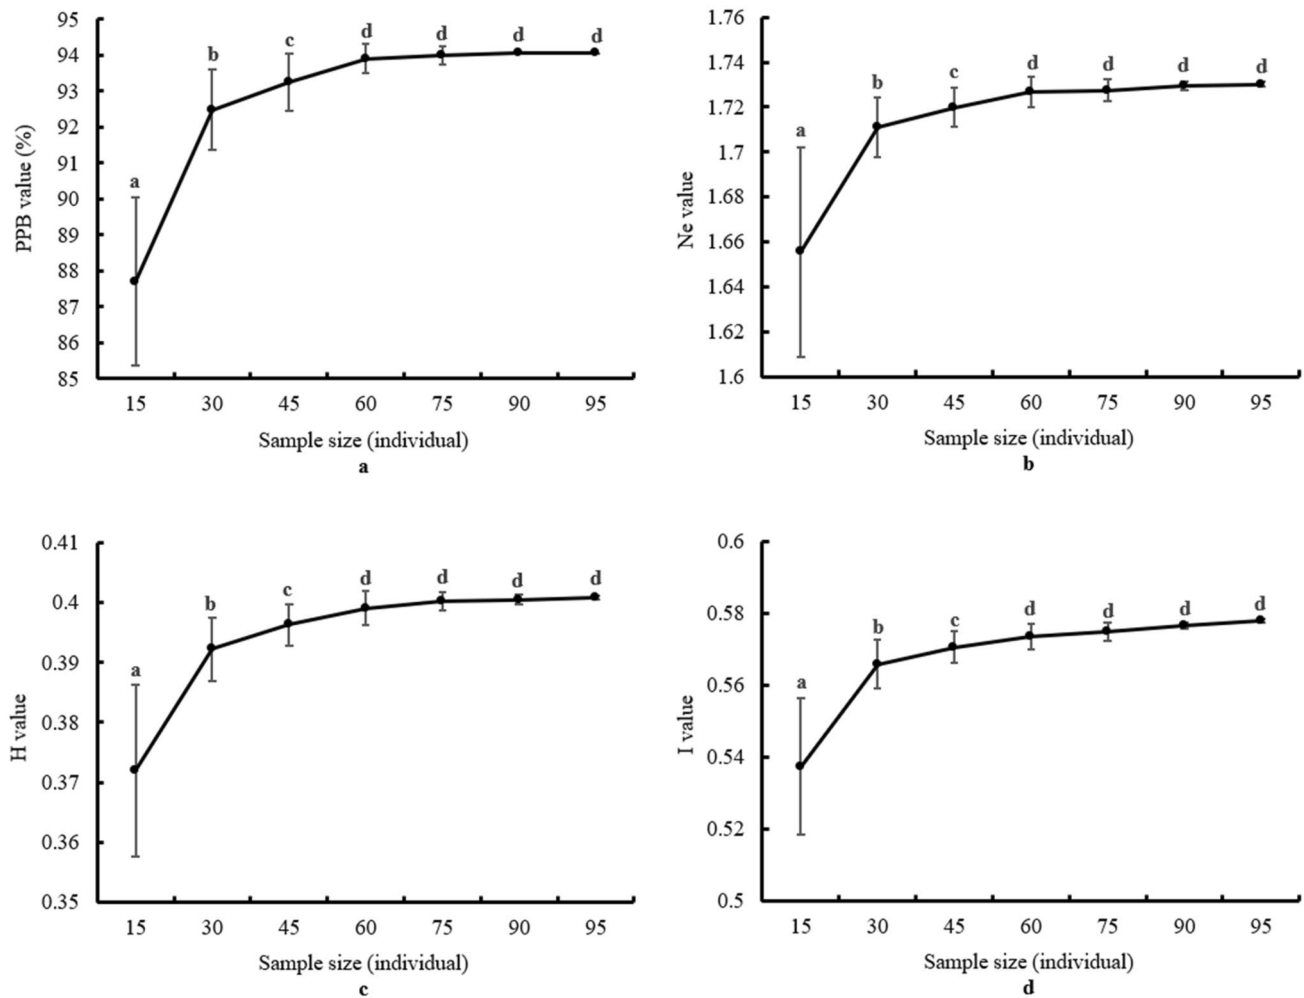 95
94
93
92
91
90
89
88
87
86
85
PPB value (%)
a
b
c
d
d
d
d
15 30 45 60 75 90 95
Sample size (individual)
a
1.76
1.74
1.72
1.7
1.68
1.66
1.64
1.62
1.6
Ne value
a
b
c
d
d
d
d
15 30 45 60 75 90 95
Sample size (individual)
b
0.41
0.4
0.39
0.38
0.37
0.36
0.35
H value
a
b
c
d
d
d
d
15 30 45 60 75 90 95
Sample size (individual)
c
0.6
0.58
0.56
0.54
0.52
0.5
I value
a
b
c
d
d
d
d
15 30 45 60 75 90 95
Sample size (individual)
d